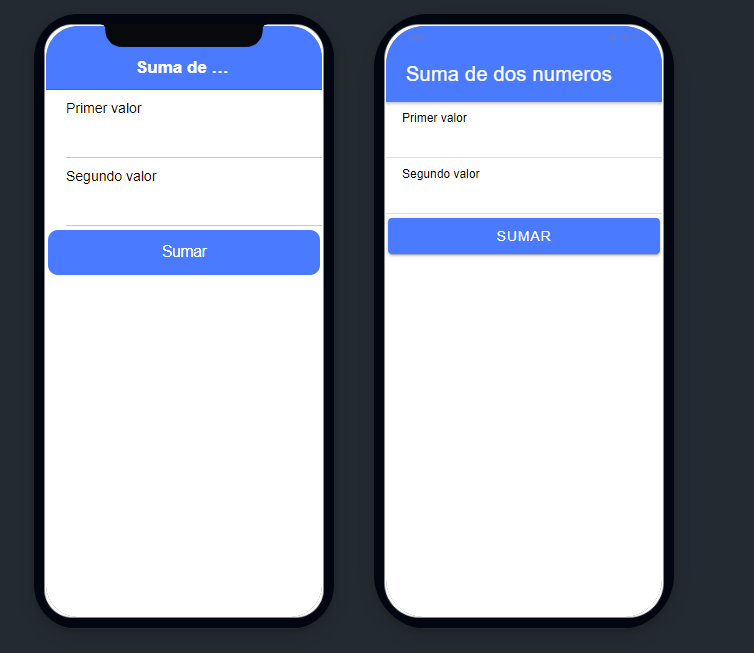 Suma de ...
Primer valor
Segundo valor
Sumar
Suma de dos numeros
Primer valor
Segundo valor
SUMAR